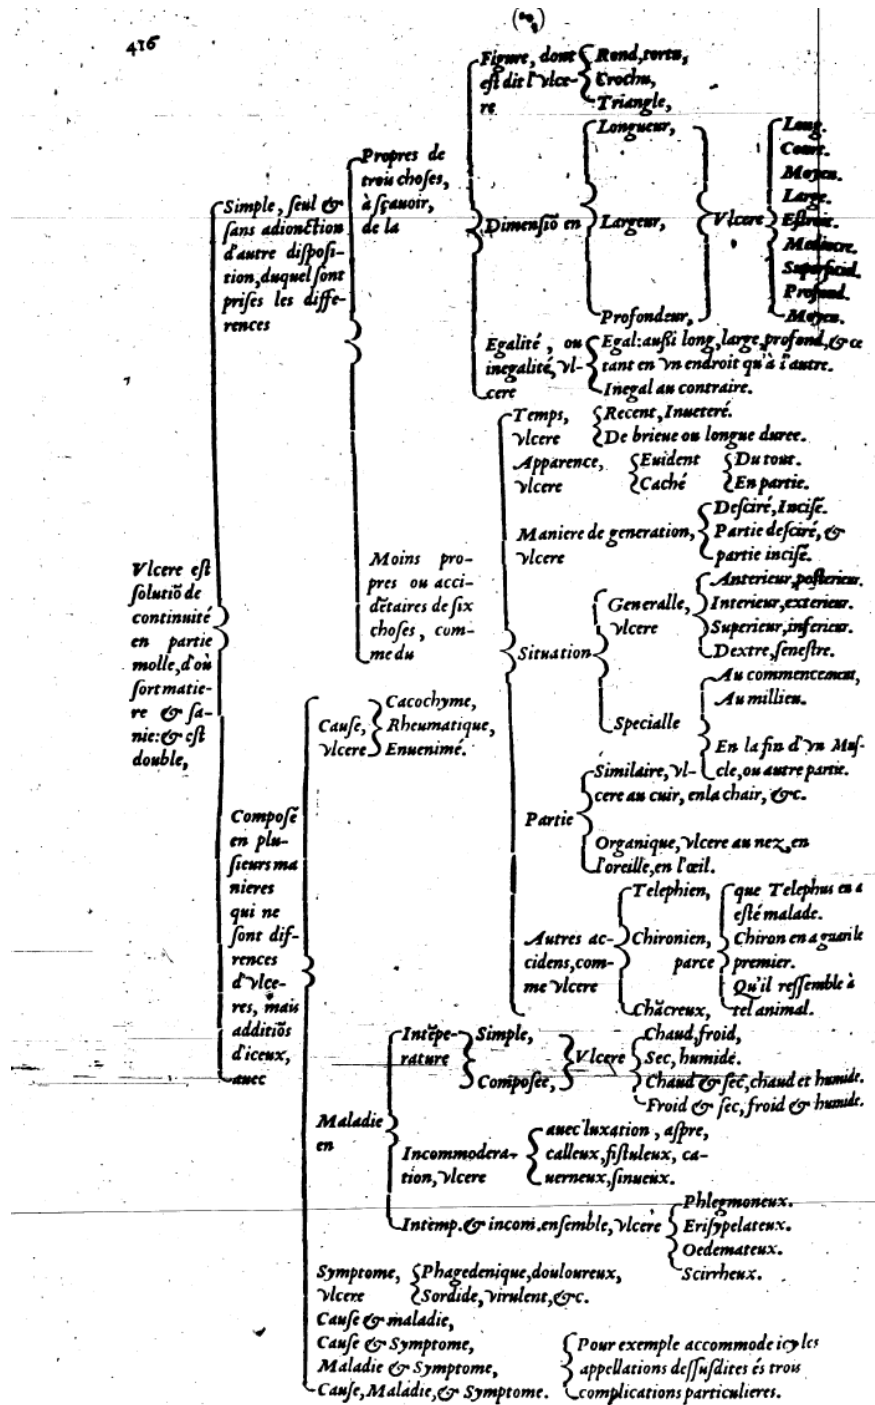 416
Vlcere est
solutiõ de
continuité
en partie
molle, d'où
sort matie-
re & sa-
nie: & est
double,
Simple, seul &
sans adionction
d'autre disposi-
tion, duquel sont
prises les diffe-
rences
Propres de
trois choses,
à sçauoir,
de la
Figure, dont
est dit l'vlce-
re
Rond, tortu,
Crochu,
Triangle,
Dimensiõ en
Longueur,
Largeur,
Profondeur,
Vlcere
Long.
Court.
Moyen.
Large.
Estroit.
Mediocre.
Superficiel.
Profond.
Moyen.
Egalité, ou
inegalité, vl-
cere
Egal: aussi long, large, profond, & ce
tant en vn endroit qu'à l'autre.
Inegal au contraire.
Moins pro-
pres ou acci-
dẽtaires de six
choses, com-
me du
Temps,
vlcere
Recent, Inueteré.
De brieue ou longue duree.
Apparence,
vlcere
Euident
Caché
Du tout.
En partie.
Maniere de generation,
vlcere
Desciré, Incisé.
Partie desciré, &
partie incisé.
Situation
Generalle,
vlcere
Anterieur, posterieur.
Interieur, exterieur.
Superieur, inferieur.
Dextre, senestre.
Specialle
Au commencement,
Au millieu.
En la fin d'vn Mus-
cle, ou autre partie.
Partie
Similaire, vl-
cere au cuir, en la chair, &c.
Organique, vlcere au nez, en
l'oreille, en l'œil.
Autres ac-
cidens, com-
me vlcere
Telephien,
Chironien,
parce
Chãcreux,
que Telephus en a
esté malade.
Chiron en a guari le
premier.
Qu'il ressemble à
tel animal.
Composé
en plu-
sieurs ma
nieres
qui ne
sont dif-
rences
d'vlce-
res, mais
additiõs
d'iceux,
auec
Cause,
vlcere
Cacochyme,
Rheumatique,
Enuenimé.
Maladie
en
Intẽpe-
rature
Simple,
Composée,
Vlcere
Chaud, froid,
Sec, humide.
Chaud & sec, chaud et humide.
Froid & sec, froid & humide.
Incommodera-
tion, vlcere
auec luxation, aspre,
calleux, fistuleux, ca-
uerneux, sinueux.
Intemp. & incom. ensemble, vlcere
Phlegmoneux.
Erisypelateux.
Oedemateux.
Scirrheux.
Symptome,
vlcere
Phagedenique, douloureux,
Sordide, virulent, &c.
Cause & maladie,
Cause & Symptome,
Maladie & Symptome,
Cause, Maladie, & Symptome.
Pour exemple accommode icy les
appellations dessusdites és trois
complications particulieres.